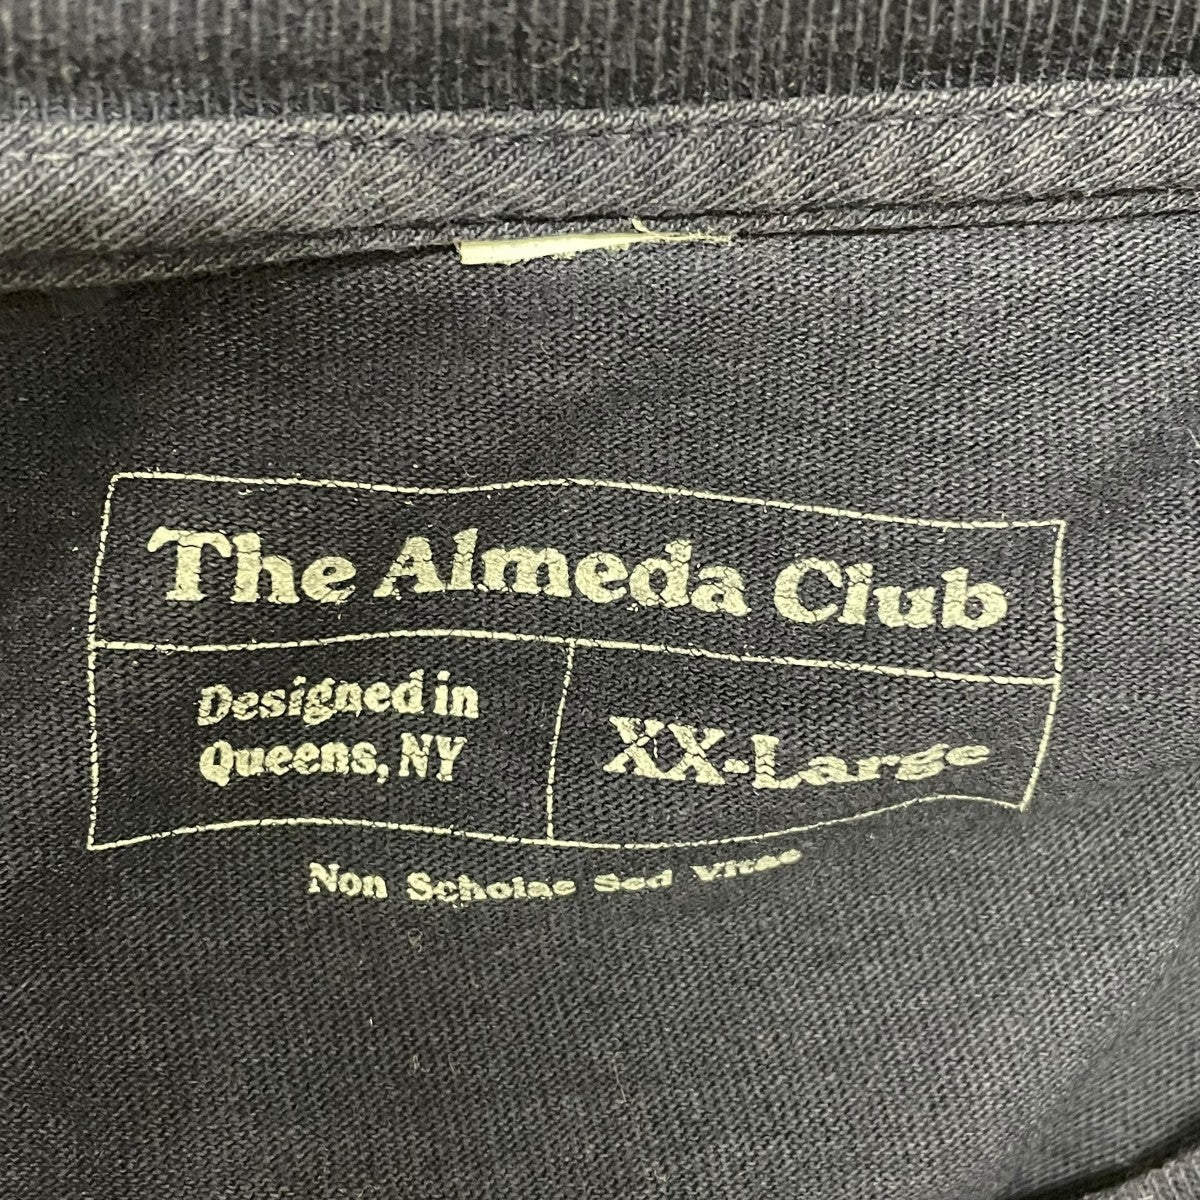 The Almeda Club
Designed in
Queens, NY
XX-Large
Non Scholae Sed Vitae